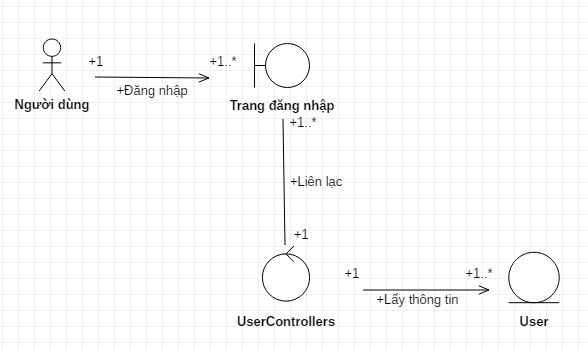 +1
+1..*
+Đăng nhập
Người dùng
Trang đăng nhập
+1..*
+Liên lạc
+1
+1
+1..*
+Lấy thông tin
UserControllers
User